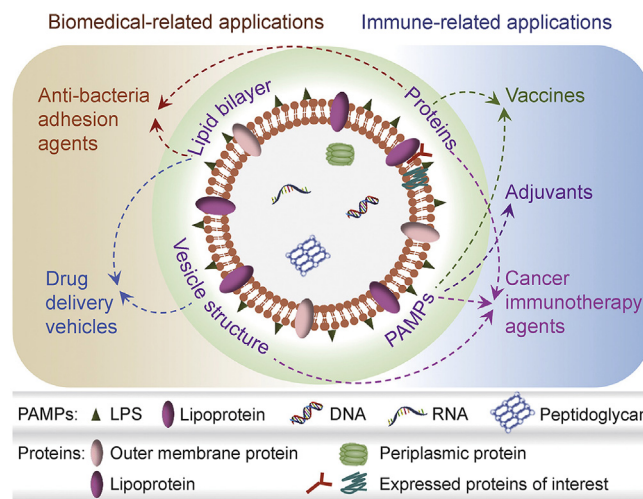 Biomedical-related applications
Immune-related applications
Anti-bacteria
adhesion
agents
Lipid bilayer
Proteins
Vaccines
Adjuvants
Drug
delivery
vehicles
Vesicle structure
PAMPs
Cancer
immunotherapy
agents
PAMPs: LPS Lipoprotein DNA RNA Peptidoglycan
Proteins: Outer membrane protein Periplasmic protein
Lipoprotein Expressed proteins of interest